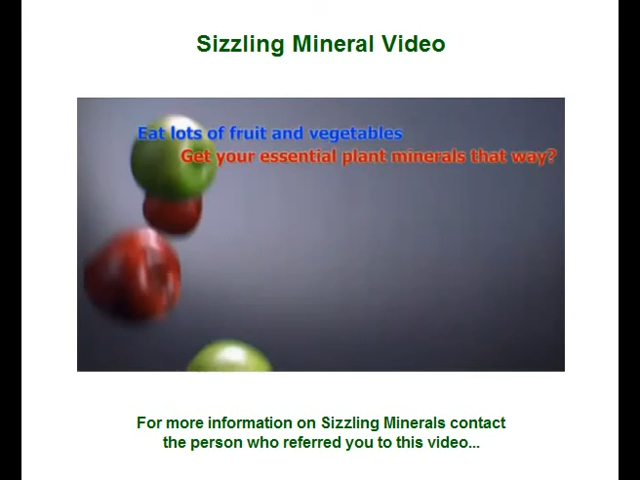 Sizzling Mineral Video
Eat lots of fruit and vegetables
Get your essential plant minerals that way?
For more information on Sizzling Minerals contact
the person who referred you to this video...